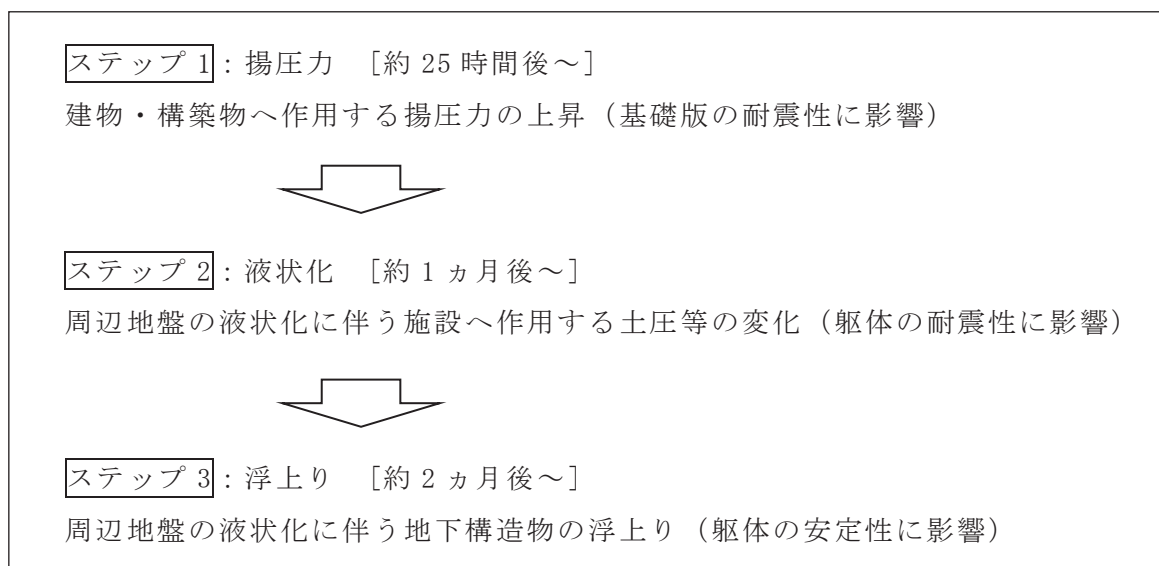 ステップ 1：揚圧力　［約 25 時間後～］
建物・構築物へ作用する揚圧力の上昇（基礎版の耐震性に影響）
ステップ 2：液状化　［約 1 ヵ月後～］
周辺地盤の液状化に伴う施設へ作用する土圧等の変化（躯体の耐震性に影響）
ステップ 3：浮上り　［約 2 ヵ月後～］
周辺地盤の液状化に伴う地下構造物の浮上り（躯体の安定性に影響）